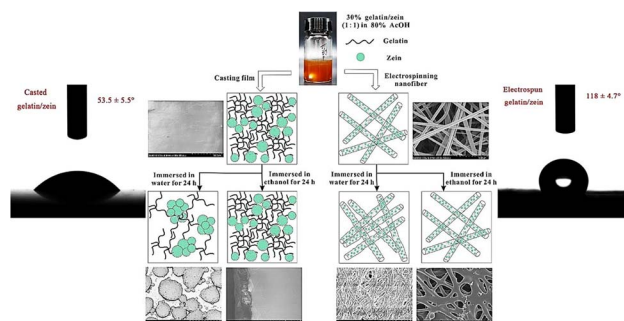 30% gelatin/zein
(1:1) in 80% AcOH
Gelatin
Zein
Casting film
Electrospinning
nanofiber
Casted
gelatin/zein
53.5 ± 5.5°
Electrospun
gelatin/zein
118 ± 4.7°
Immersed in
water for 24 h
Immersed in
ethanol for 24 h
Immersed in
water for 24 h
Immersed in
ethanol for 24 h